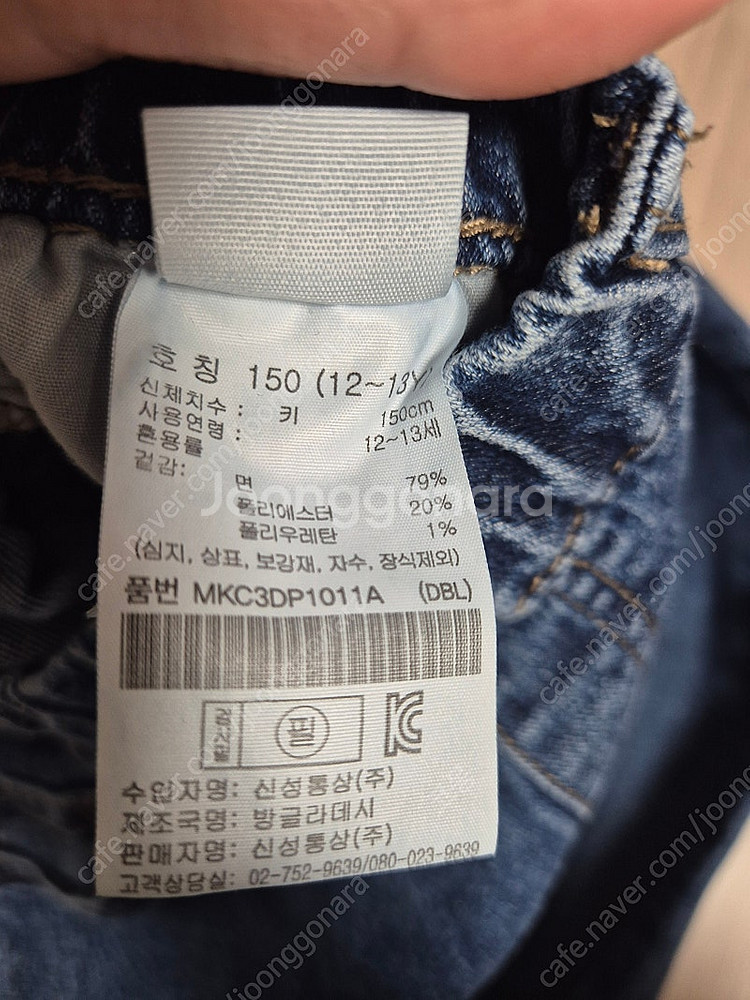 호칭 150 (12~13Y)
신체치수 : 키 150cm
사용연령 : 12~13세
혼용률
겉감:
면 79%
폴리에스터 20%
폴리우레탄 1%
(심지, 상표, 보강재, 자수, 장식제외)
품번 MKC3DP1011A (DBL)
검사필 필
수입자명: 신성통상(주)
제조국명: 방글라데시
판매자명: 신성통상(주)
고객상담실: 02-752-9639/080-023-9639
Joonggonara
cafe.naver.com/joonggonara